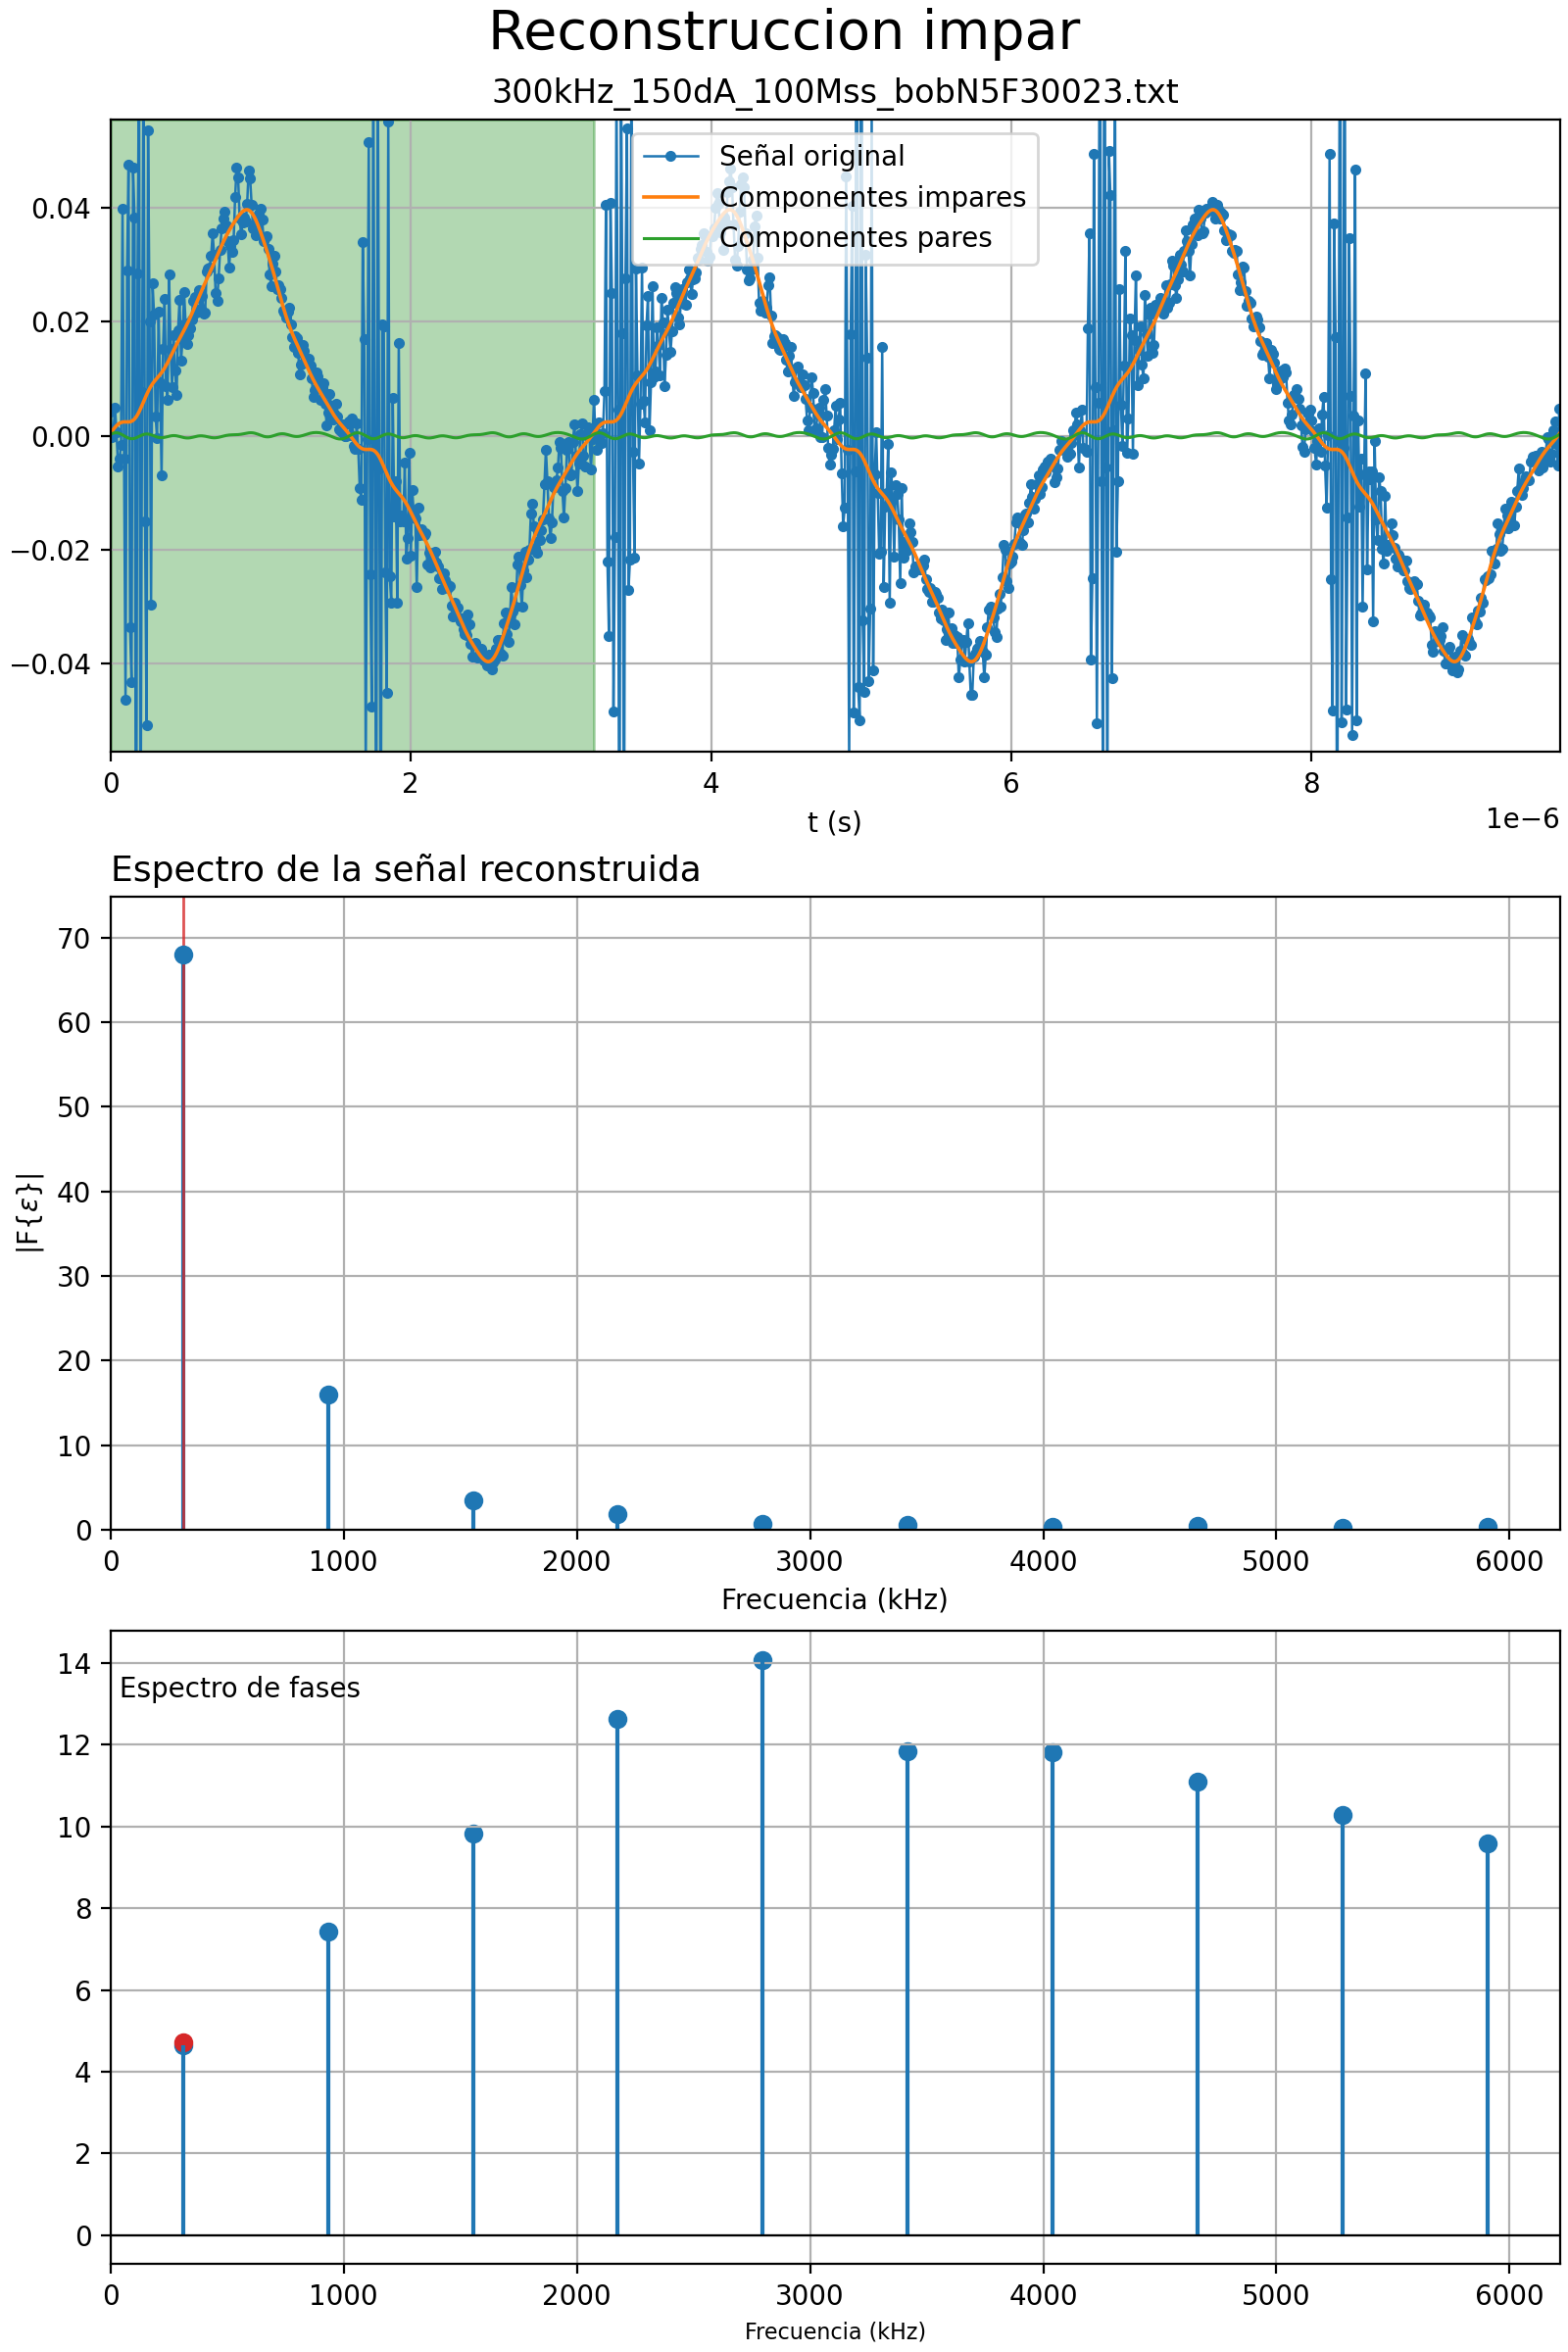 Reconstruccion impar
300kHz_150dA_100Mss_bobN5F30023.txt
Señal original
Componentes impares
Componentes pares
0.04
0.02
0.00
−0.02
−0.04
0 2 4 6 8
1e−6
t (s)
Espectro de la señal reconstruida
70
60
50
40
30
20
10
0
|F{ε}|
0 1000 2000 3000 4000 5000 6000
Frecuencia (kHz)
Espectro de fases
14
12
10
8
6
4
2
0
0 1000 2000 3000 4000 5000 6000
Frecuencia (kHz)